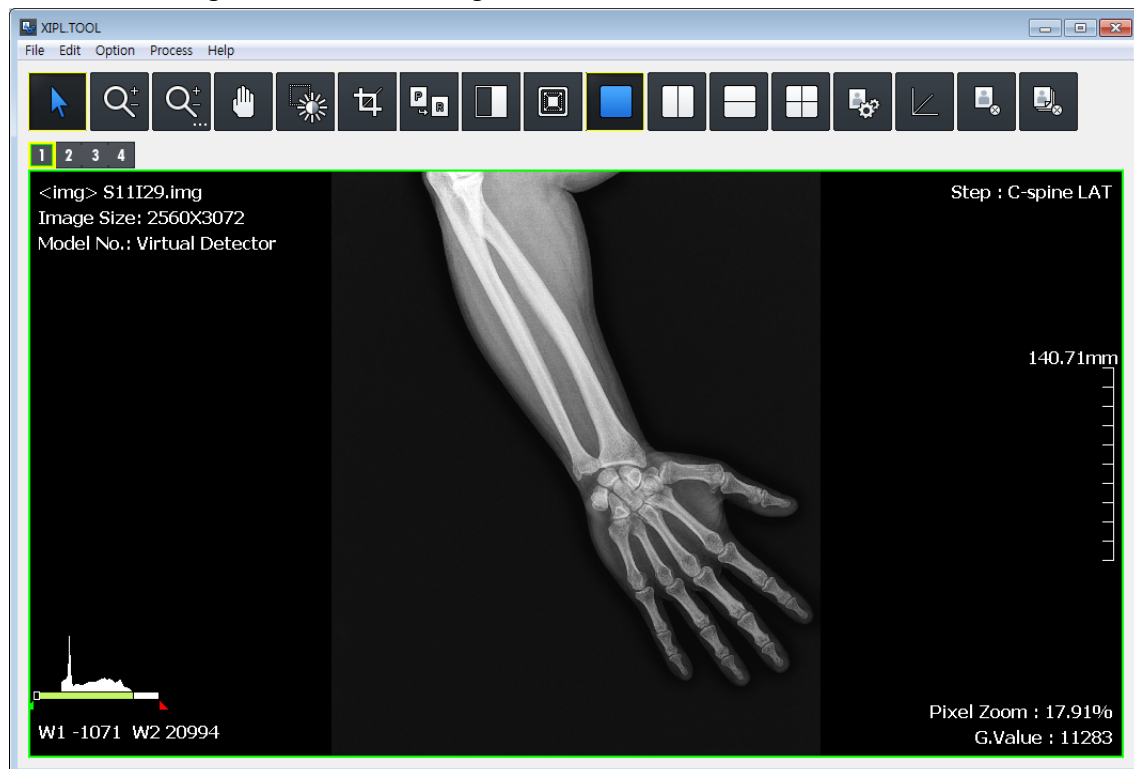 XIPL.TOOL
File Edit Option Process Help
P R
1 2 3 4
<img> S11I29.img
Image Size: 2560X3072
Model No.: Virtual Detector
Step : C-spine LAT
140.71mm
W1 -1071 W2 20994
Pixel Zoom : 17.91%
G.Value : 11283